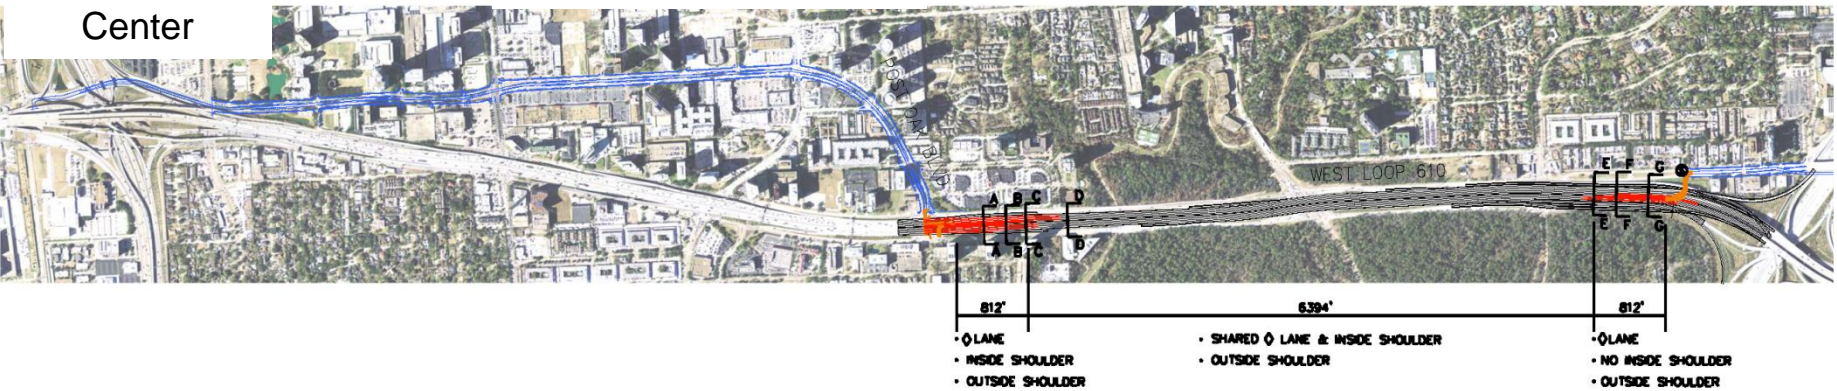 Center
POST OAK BLVD
WEST LOOP 610
A B C D
A B C D
E F G
E F G
812' 6394' 812'
• ◊ LANE
• INSIDE SHOULDER
• OUTSIDE SHOULDER
• SHARED ◊ LANE & INSIDE SHOULDER
• OUTSIDE SHOULDER
• ◊ LANE
• NO INSIDE SHOULDER
• OUTSIDE SHOULDER